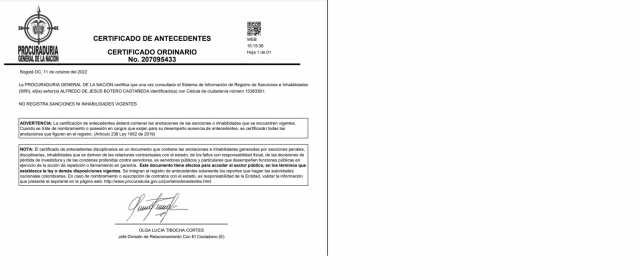 CERTIFICADO DE ANTECEDENTES
WEB
16:15:06
Hoja 1 de 01
PROCURADURIA
GENERAL DE LA NACION
CERTIFICADO ORDINARIO
No. 207095433
Bogotá DC, 11 de octubre del 2022
La PROCURADURIA GENERAL DE LA NACIÓN certifica que una vez consultado el Sistema de Información de Registro de Sanciones e Inhabilidades
(SIRI), el(la) señor(a) ALFREDO DE JESUS BOTERO CASTAÑEDA identificado(a) con Cédula de ciudadanía número
NO REGISTRA SANCIONES NI INHABILIDADES VIGENTES
ADVERTENCIA: La certificación de antecedentes deberá contener las anotaciones de las sanciones o inhabilidades que se encuentren vigentes.
Cuando se trate de nombramiento o posesión en cargos que exijan para su desempeño ausencia de antecedentes, se certificarán todas las
anotaciones que figuren en el registro. (Artículo 238 Ley 1952 de 2019)
NOTA: El certificado de antecedentes disciplinarios es un documento que contiene las anotaciones e inhabilidades generadas por sanciones penales,
disciplinarias, inhabilidades que se deriven de las relaciones contractuales con el estado, de los fallos con responsabilidad fiscal, de las decisiones de
pérdida de investidura y de las condenas proferidas contra servidores, ex servidores públicos y particulares que desempeñen funciones públicas en
ejercicio de la acción de repetición o llamamiento en garantía. Este documento tiene efectos para acceder al sector público, en los términos que
establezca la ley o demás disposiciones vigentes. Se integran al registro de antecedentes solamente los reportes que hagan las autoridades
nacionales colombianas. En caso de nombramiento o suscripción de contratos con el estado, es responsabilidad de la Entidad, validar la información
que presente el aspirante en la página web: http://www.procuraduria.gov.co/portal/antecedentes.html
OLGA LUCIA TIBOCHA CORTES
Jefe División de Relacionamiento Con El Ciudadano (E)